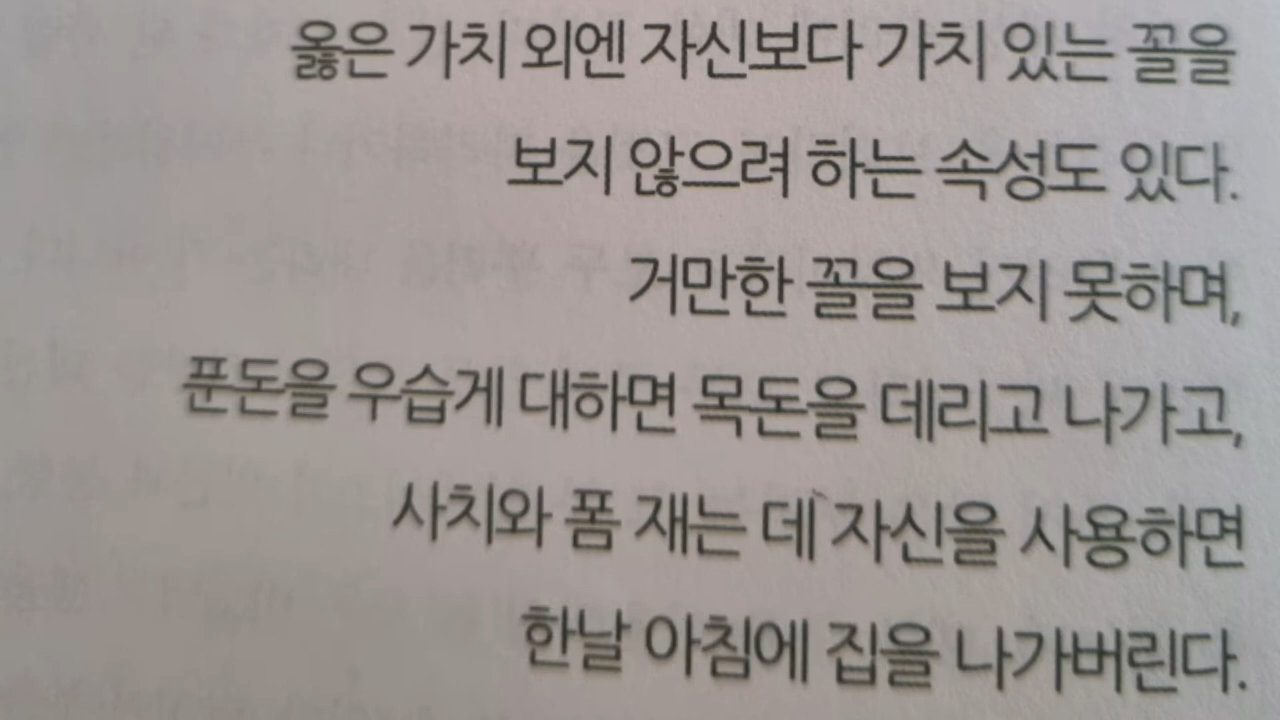 옳은 가치 외엔 자신보다 가치 있는 꼴을
보지 않으려 하는 속성도 있다.
거만한 꼴을 보지 못하며,
푼돈을 우습게 대하면 목돈을 데리고 나가고,
사치와 폼 재는 데 자신을 사용하면
한날 아침에 집을 나가버린다.